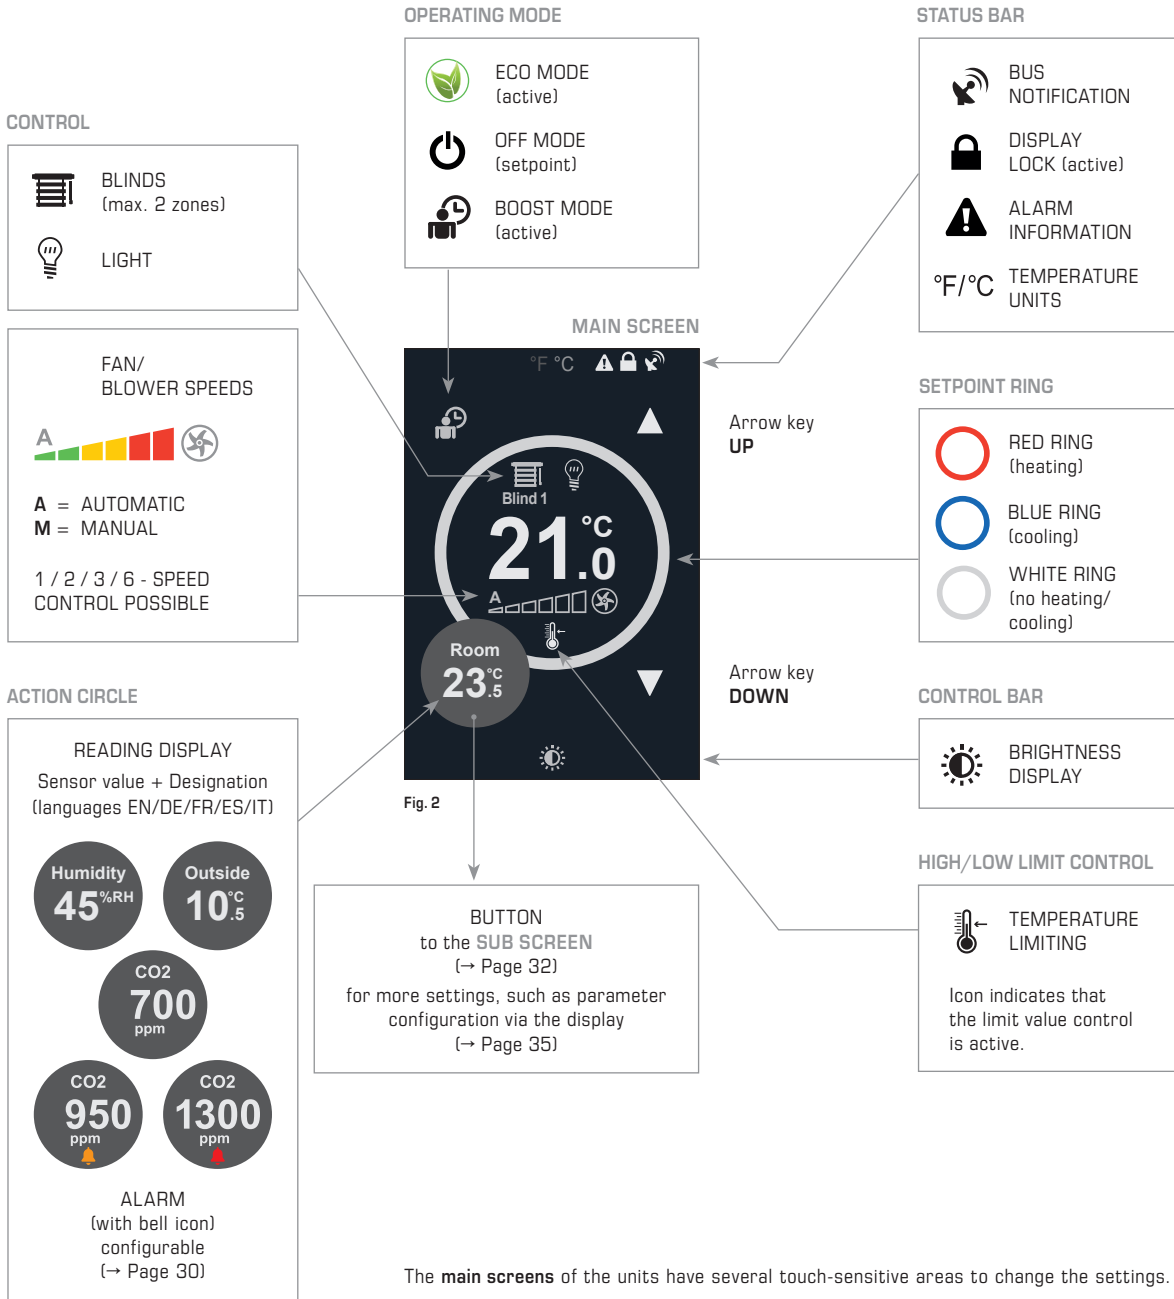 OPERATING MODE
ECO MODE
(active)
OFF MODE
(setpoint)
BOOST MODE
(active)
STATUS BAR
BUS
NOTIFICATION
DISPLAY
LOCK (active)
ALARM
INFORMATION
°F/°C
TEMPERATURE
UNITS
CONTROL
BLINDS
(max. 2 zones)
LIGHT
FAN/
BLOWER SPEEDS
A
A = AUTOMATIC
M = MANUAL
1 / 2 / 3 / 6 - SPEED
CONTROL POSSIBLE
MAIN SCREEN
°F °C
Blind 1
21.0 °C
A
Room
23.5 °C
Arrow key
UP
Arrow key
DOWN
Fig. 2
SETPOINT RING
RED RING
(heating)
BLUE RING
(cooling)
WHITE RING
(no heating/
cooling)
CONTROL BAR
BRIGHTNESS
DISPLAY
ACTION CIRCLE
READING DISPLAY
Sensor value + Designation
(languages EN/DE/FR/ES/IT)
Humidity
45 %RH
Outside
10.5 °C
CO2
700
ppm
CO2
950
ppm
CO2
1300
ppm
ALARM
(with bell icon)
configurable
(→ Page 30)
BUTTON
to the SUB SCREEN
(→ Page 32)
for more settings, such as parameter
configuration via the display
(→ Page 35)
HIGH/LOW LIMIT CONTROL
TEMPERATURE
LIMITING
Icon indicates that
the limit value control
is active.
The main screens of the units have several touch-sensitive areas to change the settings.